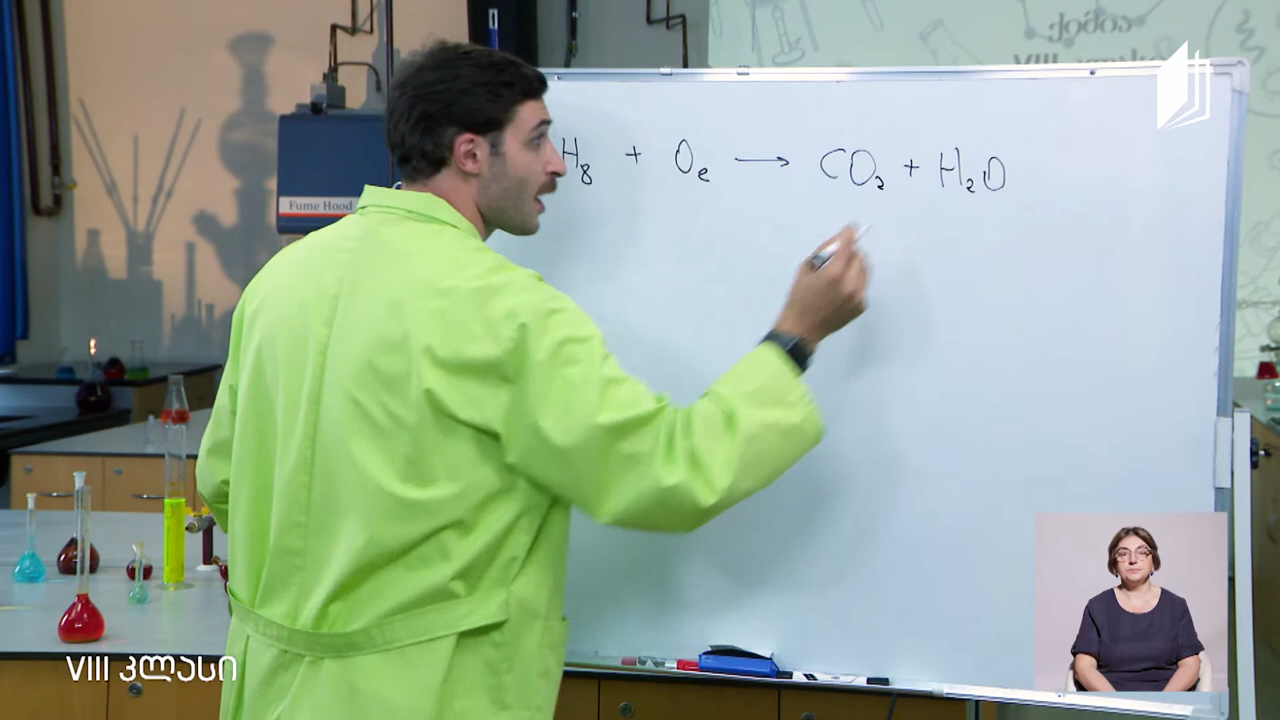 H₈ + O₂ → CO₂ + H₂O
Fume Hood
VIII კლასი